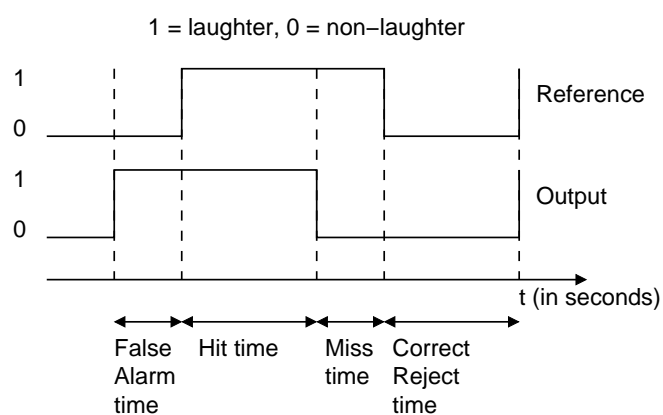 1 = laughter, 0 = non−laughter
1
Reference
0
1
Output
0
t (in seconds)
False Alarm time
Hit time
Miss time
Correct Reject time